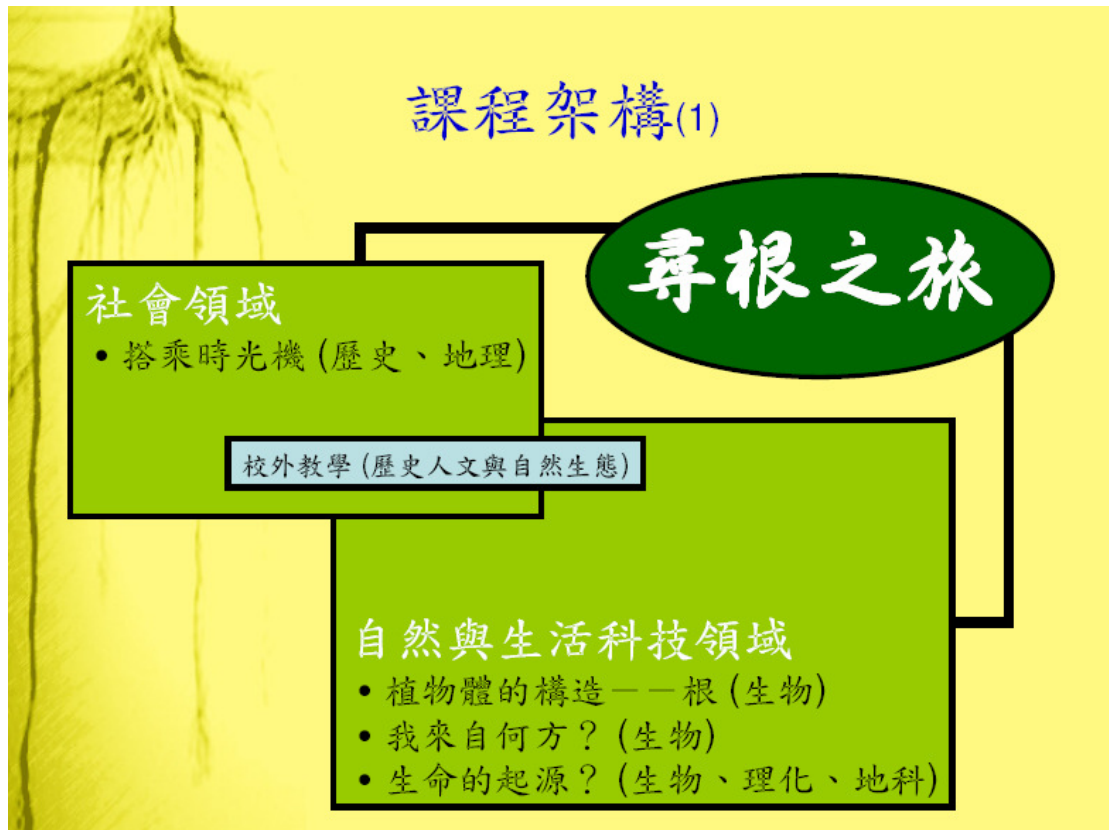 課程架構(1)
尋根之旅
社會領域
•搭乘時光機(歷史、地理)
校外教學(歷史人文與自然生態)
自然與生活科技領域
•植物體的構造－－根(生物)
•我來自何方？(生物)
•生命的起源？(生物、理化、地科)